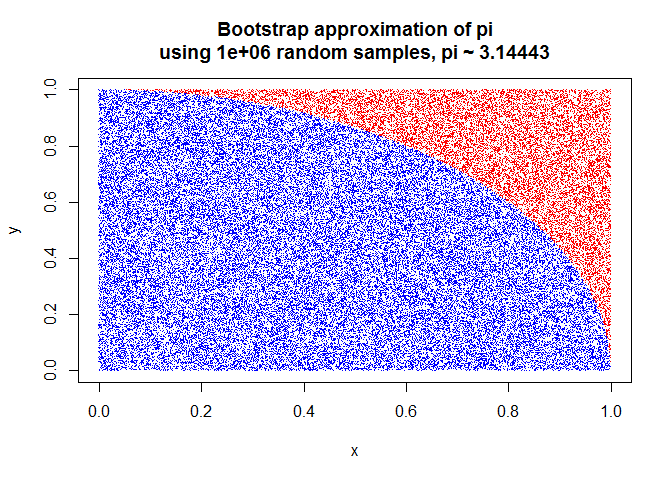 Bootstrap approximation of pi
using 1e+06 random samples, pi ~ 3.14443
1.0
0.8
0.6
0.4
0.2
0.0
y
0.0 0.2 0.4 0.6 0.8 1.0
x